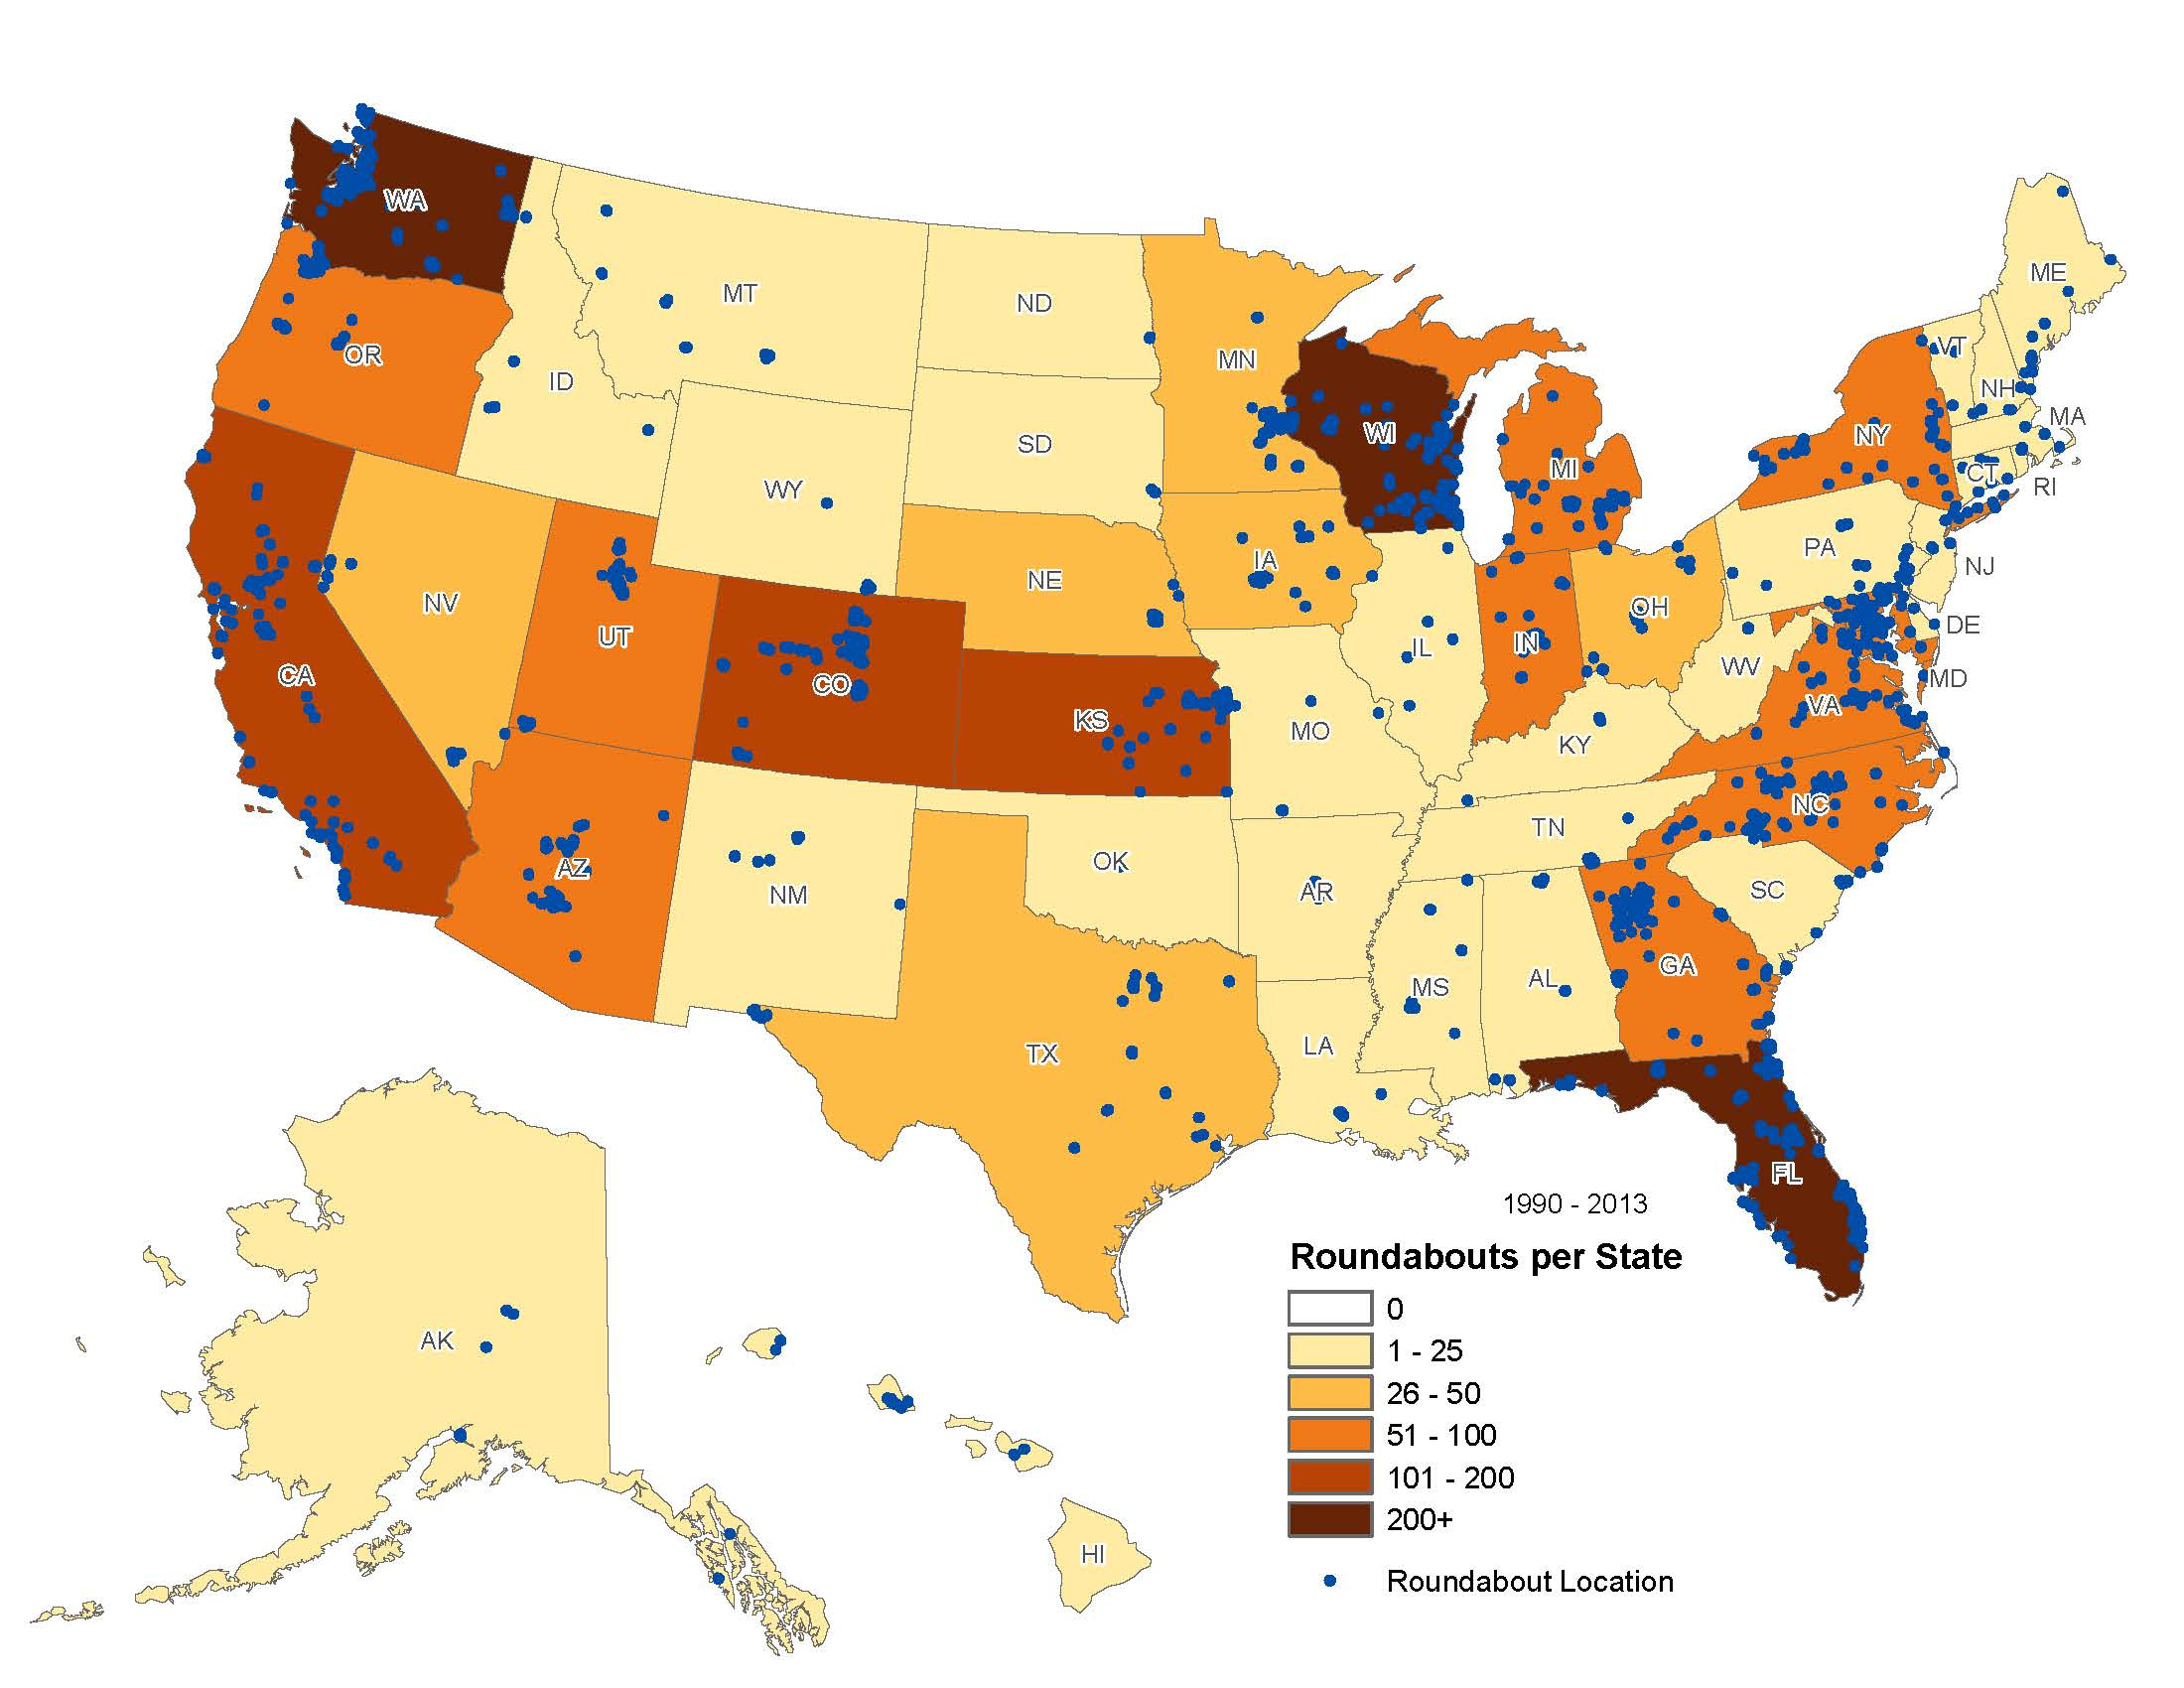 WA
ME
MT
ND
VT
OR
MN
ID
NH
MA
WI
NY
SD
MI
CT
RI
WY
PA
IA
NJ
NE
NV
OH
DE
UT
IN
IL
WV
CA
CO
MD
VA
KS
MO
KY
NC
TN
OK
AZ
AR
SC
NM
GA
AL
MS
LA
TX
FL
1990 - 2013
Roundabouts per State
0
1 - 25
AK
26 - 50
51 - 100
101 - 200
200+
HI
Roundabout Location